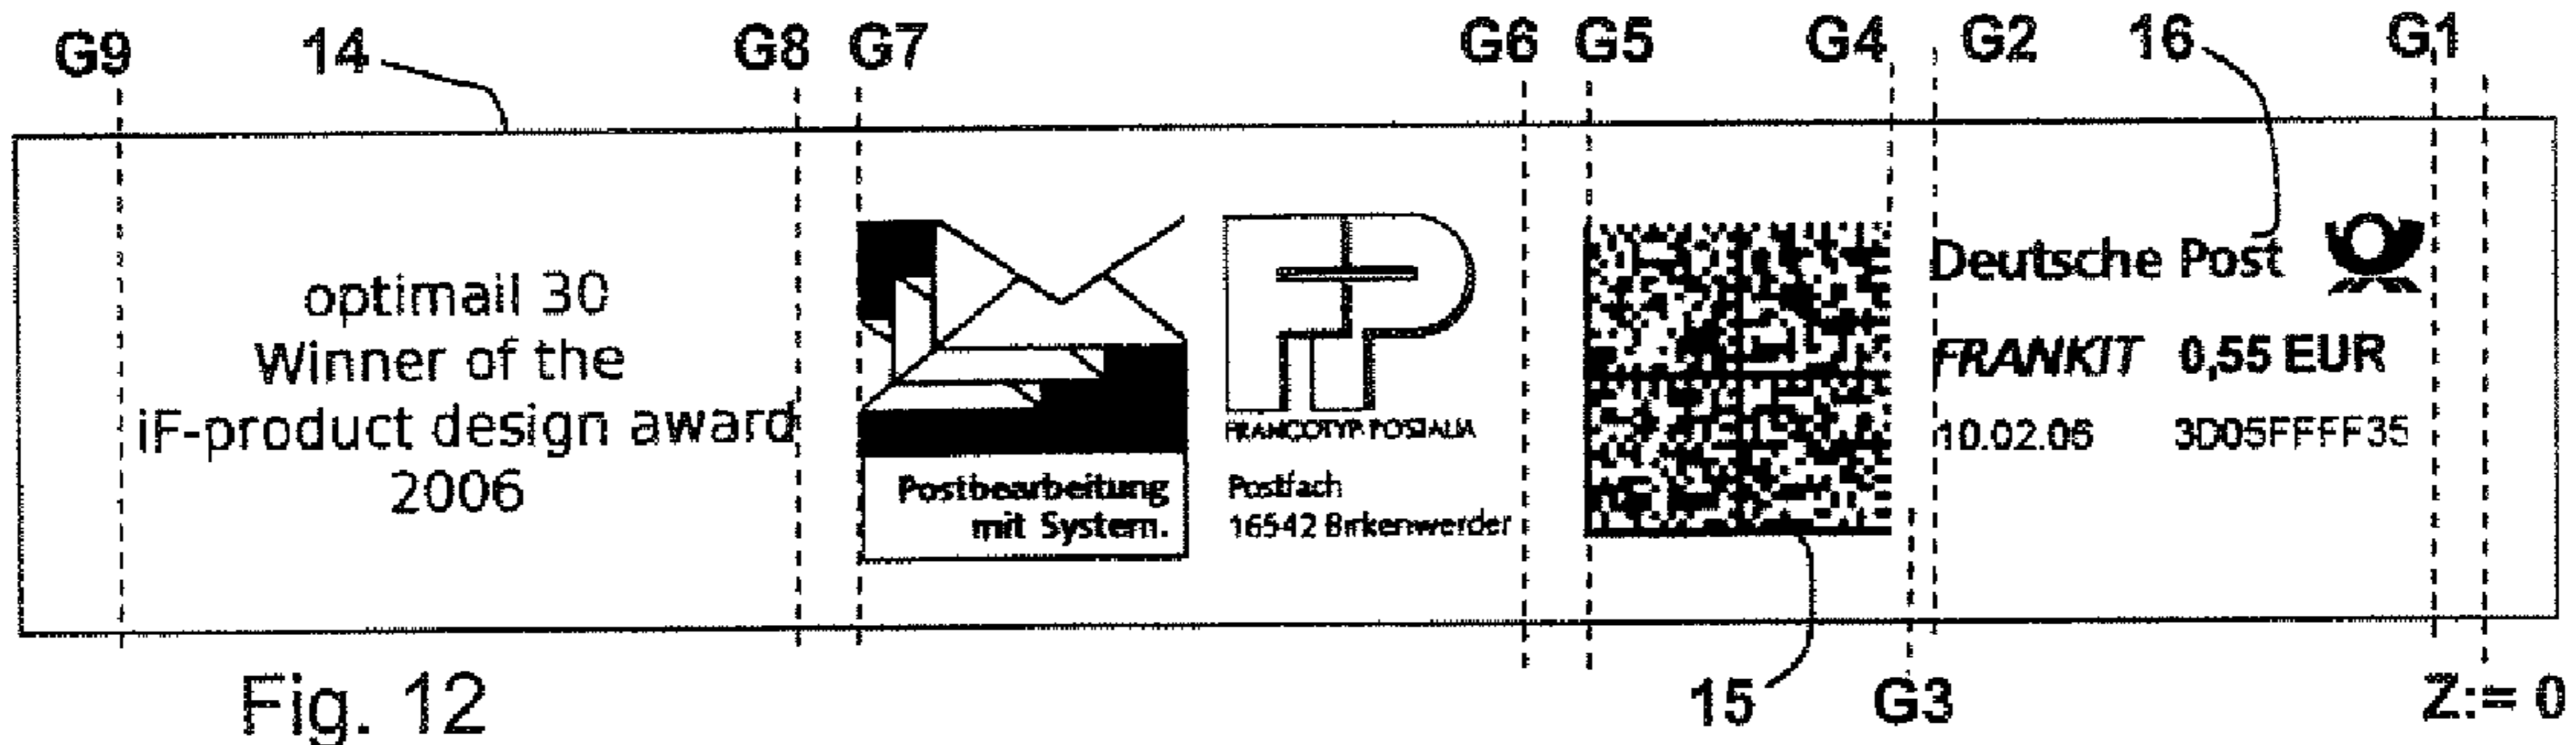 G9 14 G8 G7 G6 G5 G4 G2 16 G1
optimail 30
Winner of the
iF-product design award
2006
Postbearbeitung
mit System.
FP
FRANCOTYP-POSTALIA
Postfach
16542 Birkenwerder
Deutsche Post
FRANKIT 0,55 EUR
10.02.06 3D05FFFF35
15 G3 Z:= 0
Fig. 12